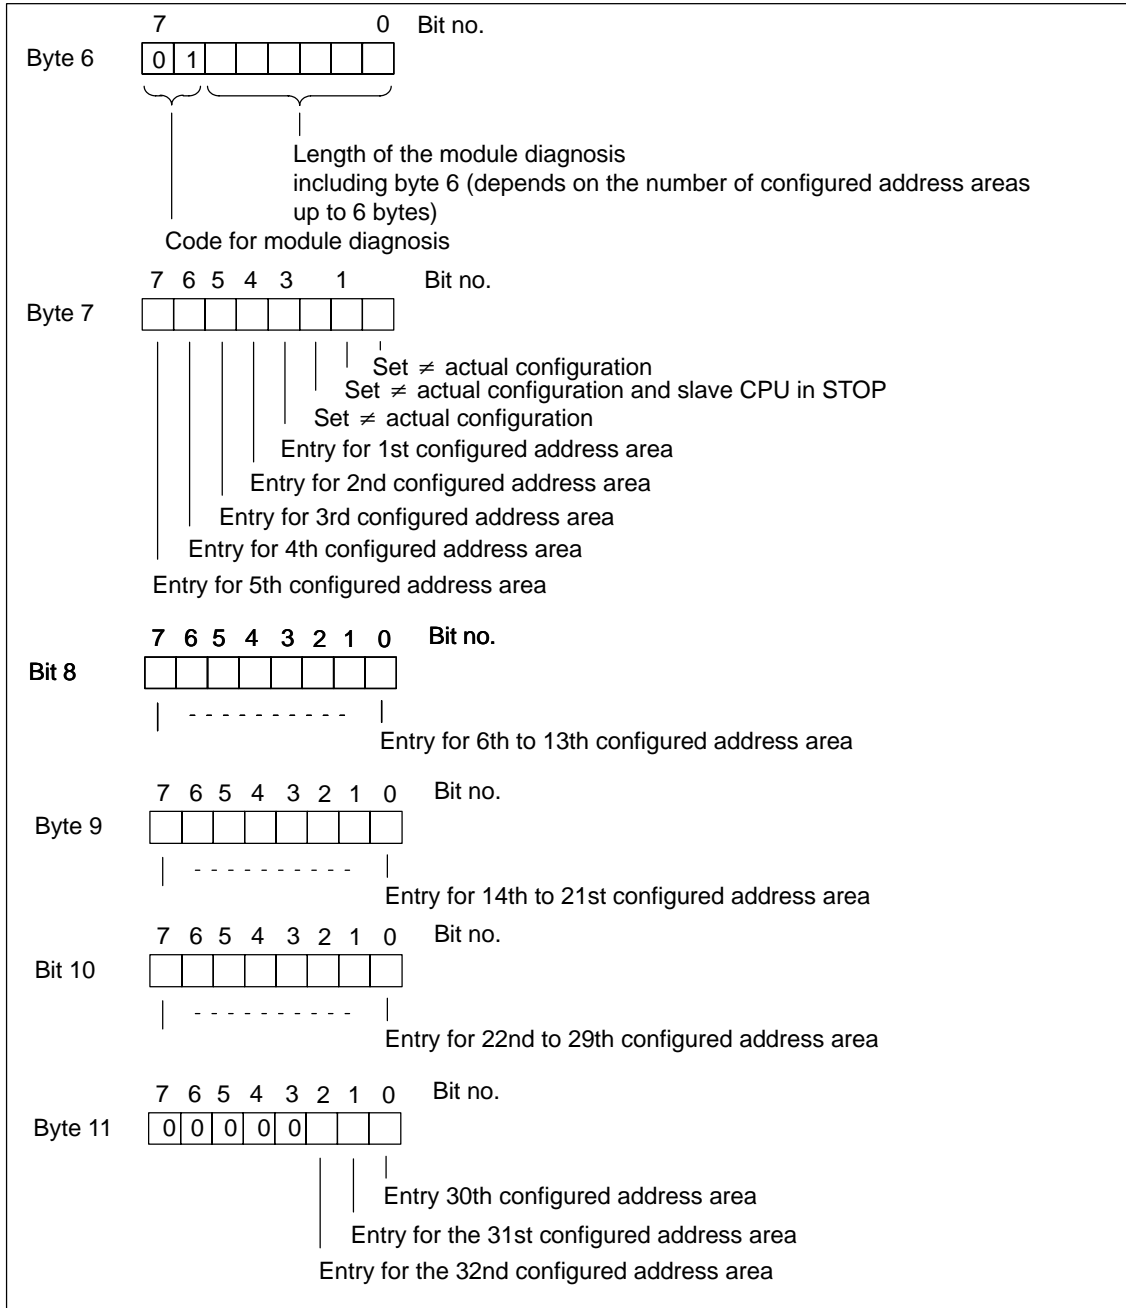 7 0 Bit no.
Byte 6 0 1
Length of the module diagnosis
including byte 6 (depends on the number of configured address areas
up to 6 bytes)
Code for module diagnosis
7 6 5 4 3 1 Bit no.
Byte 7
Set ≠ actual configuration
Set ≠ actual configuration and slave CPU in STOP
Set ≠ actual configuration
Entry for 1st configured address area
Entry for 2nd configured address area
Entry for 3rd configured address area
Entry for 4th configured address area
Entry for 5th configured address area
7 6 5 4 3 2 1 0 Bit no.
Bit 8
Entry for 6th to 13th configured address area
7 6 5 4 3 2 1 0 Bit no.
Byte 9
Entry for 14th to 21st configured address area
7 6 5 4 3 2 1 0 Bit no.
Bit 10
Entry for 22nd to 29th configured address area
7 6 5 4 3 2 1 0 Bit no.
Byte 11 0 0 0 0 0
Entry 30th configured address area
Entry for the 31st configured address area
Entry for the 32nd configured address area